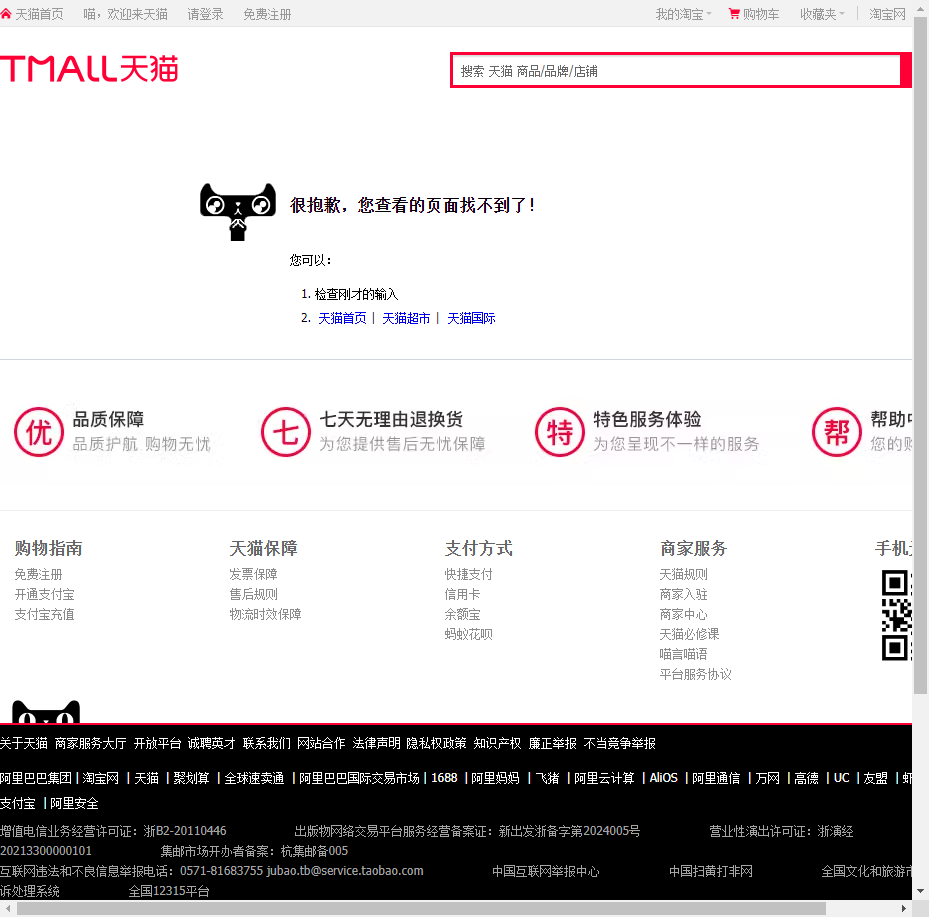 天猫首页 喵，欢迎来天猫 请登录 免费注册 我的淘宝 购物车 收藏夹 淘宝网
TMALL天猫
搜索 天猫 商品/品牌/店铺
很抱歉，您查看的页面找不到了！
您可以：
1. 检查刚才的输入
2. 天猫首页 | 天猫超市 | 天猫国际
优 品质保障 七 七天无理由退换货 特 特色服务体验 帮 帮助
品质护航 购物无忧 为您提供售后无忧保障 为您呈现不一样的服务 您的
购物指南 天猫保障 支付方式 商家服务 手机
免费注册 发票保障 快捷支付 天猫规则
开通支付宝 售后规则 信用卡 商家入驻
支付宝充值 物流时效保障 余额宝 商家中心
蚂蚁花呗 天猫必修课
喵言喵语
平台服务协议
关于天猫 商家服务大厅 开放平台 诚聘英才 联系我们 网站合作 法律声明 隐私权政策 知识产权 廉正举报 不当竞争举报
阿里巴巴集团 | 淘宝网 | 天猫 | 聚划算 | 全球速卖通 | 阿里巴巴国际交易市场 | 1688 | 阿里妈妈 | 飞猪 | 阿里云计算 | AliOS | 阿里通信 | 万网 | 高德 | UC | 友盟 | 虾
支付宝 | 阿里安全
增值电信业务经营许可证：浙B2-20110446 出版物网络交易平台服务经营备案证：新出发浙备字第2024005号 营业性演出许可证：浙演经
20213300000101 集邮市场开办者备案：杭集邮备005
互联网违法和不良信息举报电话：0571-81683755 jubao.tb@service.taobao.com 中国互联网举报中心 中国扫黄打非网 全国文化和旅游市
诉处理系统 全国12315平台